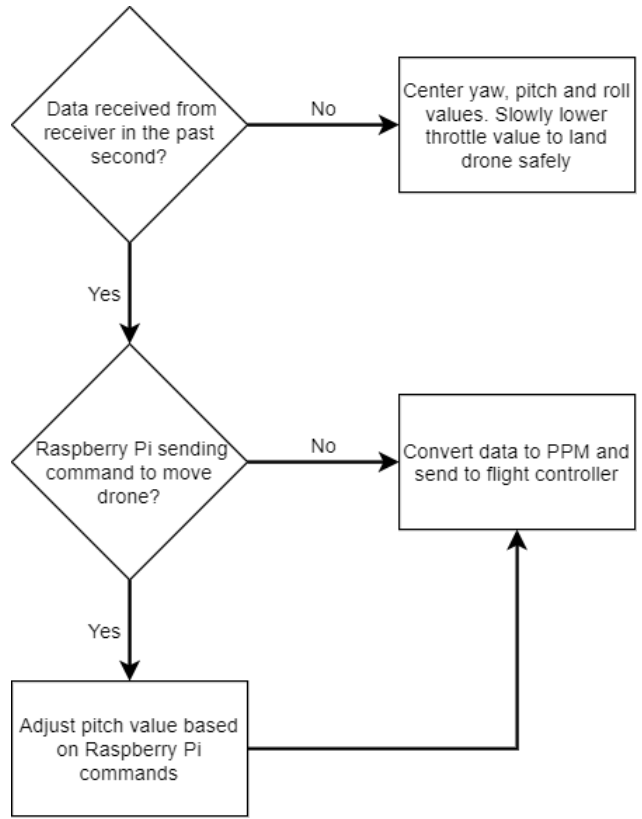 Data received from
receiver in the past
second?
No
Center yaw, pitch and roll
values. Slowly lower
throttle value to land
drone safely
Yes
Raspberry Pi sending
command to move
drone?
No
Convert data to PPM and
send to flight controller
Yes
Adjust pitch value based
on Raspberry Pi
commands